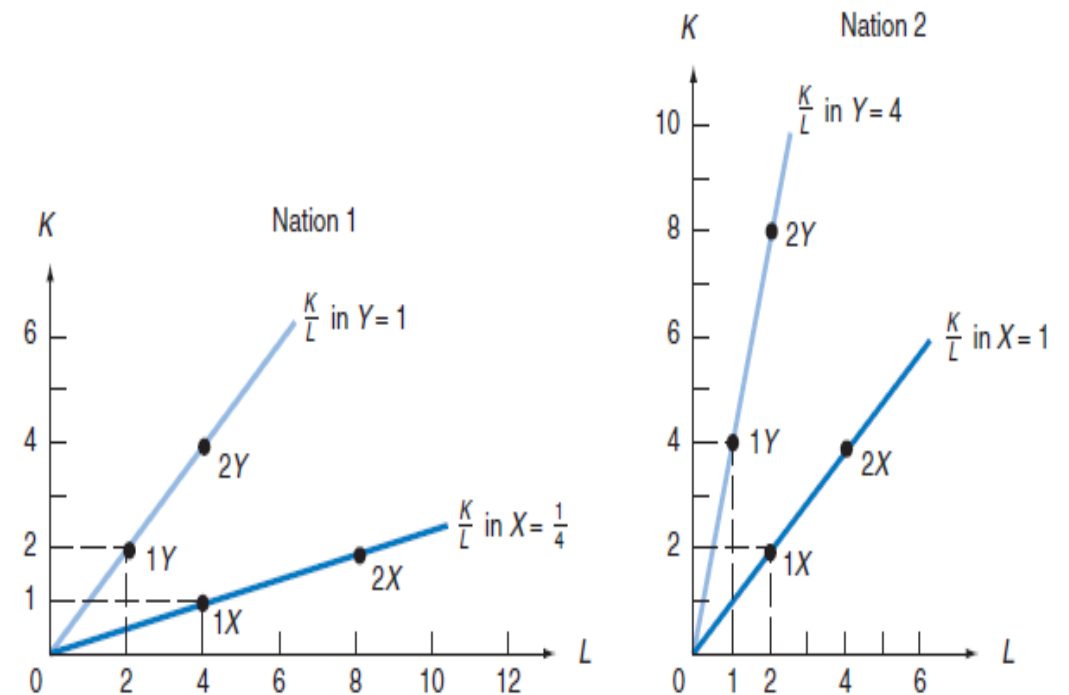 Nation 1
K
6
4
2
1
0
2
4
6
8
10
12
L
K/L in Y = 1
2Y
1Y
K/L in X = 1/4
2X
1X
Nation 2
K
10
8
6
4
2
0
1
2
4
6
L
K/L in Y = 4
2Y
1Y
K/L in X = 1
2X
1X